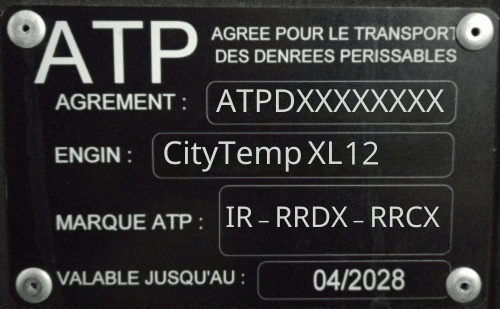 ATP
AGREE POUR LE TRANSPORT
DES DENREES PERISSABLES
AGREMENT : ATPDXXXXXXXX
ENGIN : CityTemp XL12
MARQUE ATP : IR – RRDX – RRCX
VALABLE JUSQU'AU : 04/2028